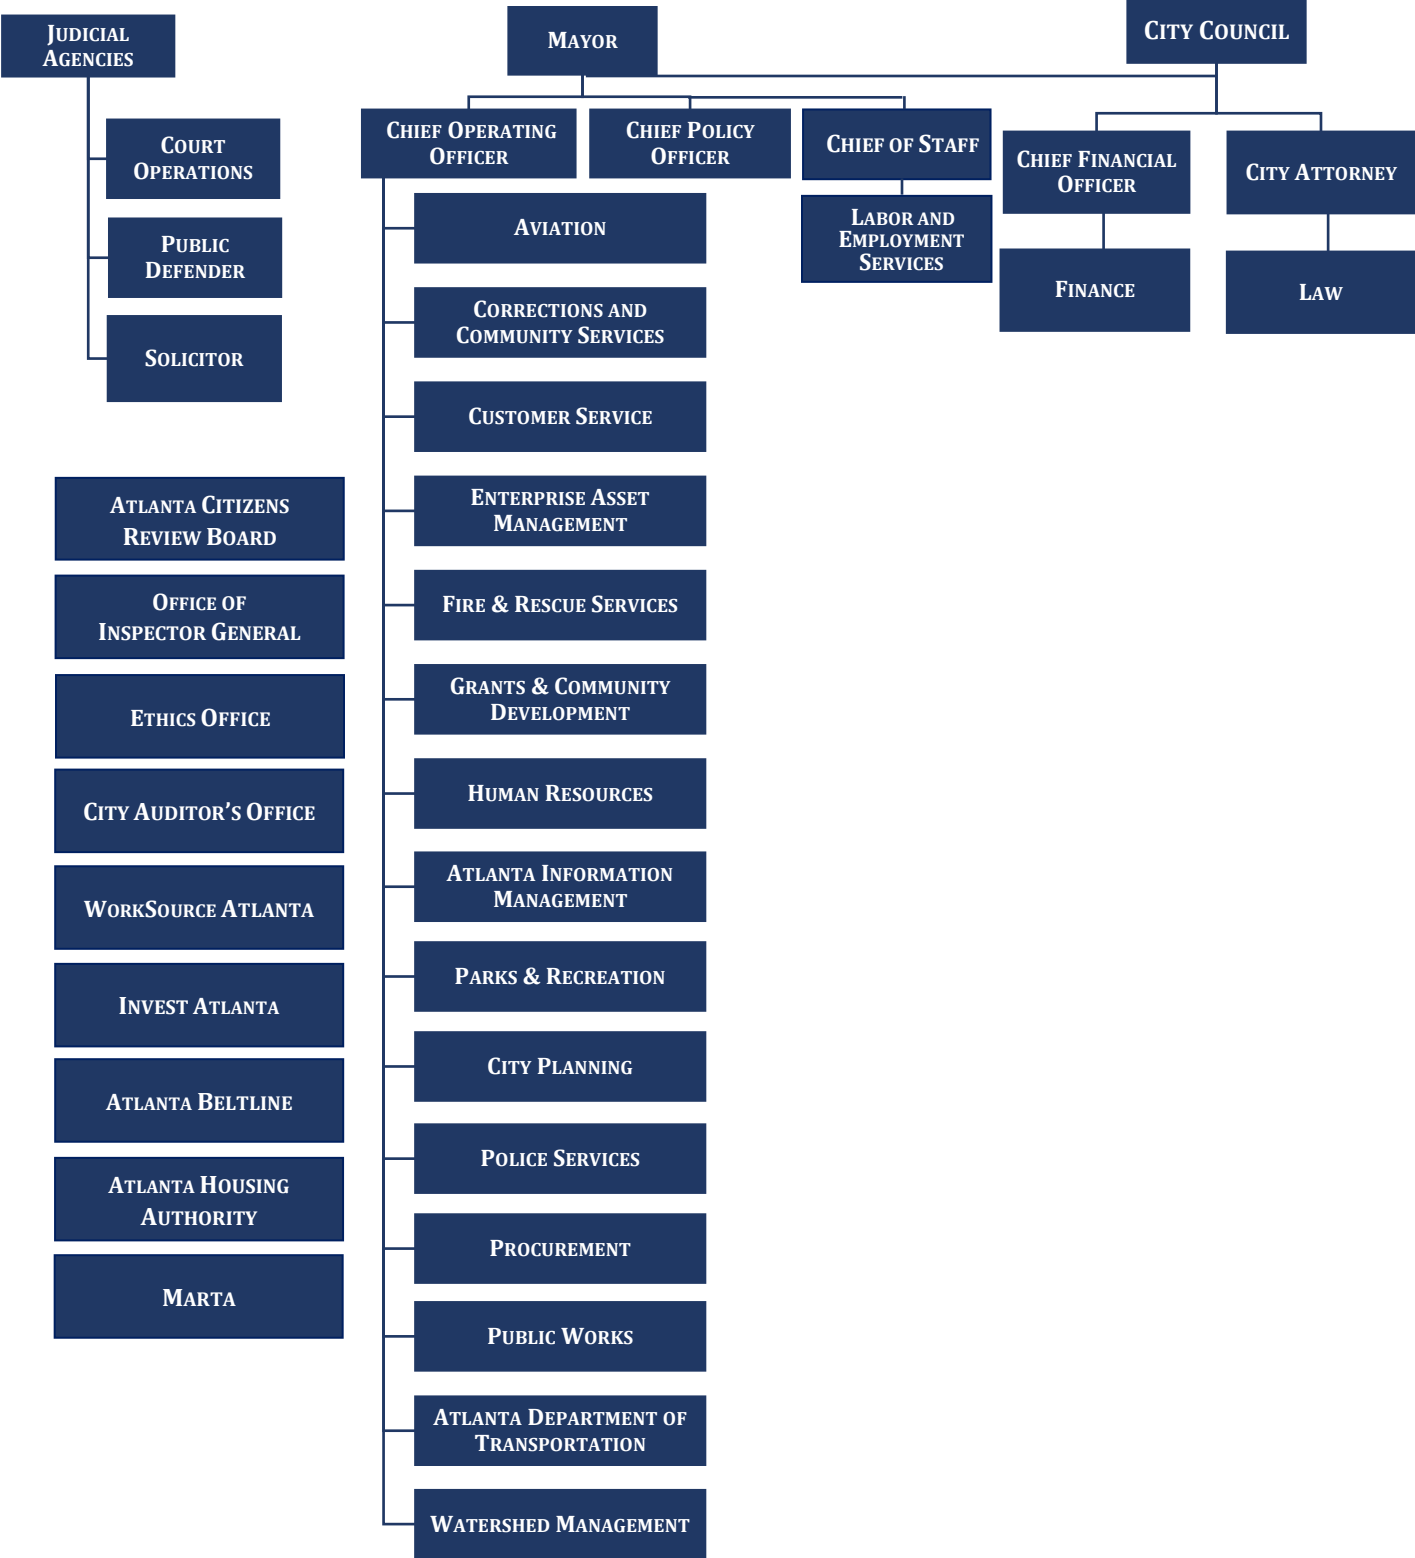 JUDICIAL
AGENCIES
MAYOR
CITY COUNCIL
COURT
OPERATIONS
PUBLIC
DEFENDER
SOLICITOR
CHIEF OPERATING
OFFICER
CHIEF POLICY
OFFICER
CHIEF OF STAFF
LABOR AND
EMPLOYMENT
SERVICES
CHIEF FINANCIAL
OFFICER
CITY ATTORNEY
FINANCE
LAW
AVIATION
CORRECTIONS AND
COMMUNITY SERVICES
CUSTOMER SERVICE
ENTERPRISE ASSET
MANAGEMENT
FIRE & RESCUE SERVICES
GRANTS & COMMUNITY
DEVELOPMENT
HUMAN RESOURCES
ATLANTA INFORMATION
MANAGEMENT
PARKS & RECREATION
CITY PLANNING
POLICE SERVICES
PROCUREMENT
PUBLIC WORKS
ATLANTA DEPARTMENT OF
TRANSPORTATION
WATERSHED MANAGEMENT
ATLANTA CITIZENS
REVIEW BOARD
OFFICE OF
INSPECTOR GENERAL
ETHICS OFFICE
CITY AUDITOR’S OFFICE
WORKSOURCE ATLANTA
INVEST ATLANTA
ATLANTA BELTLINE
ATLANTA HOUSING
AUTHORITY
MARTA